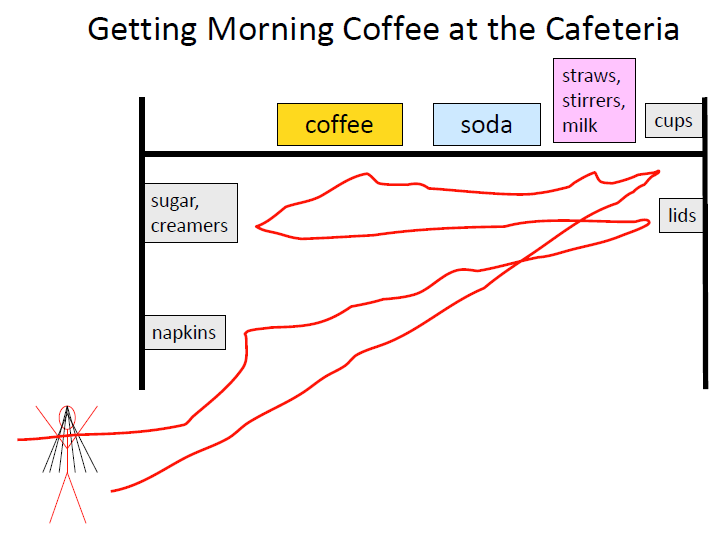 Getting Morning Coffee at the Cafeteria
straws,
stirrers,
milk
coffee
soda
cups
sugar,
creamers
lids
napkins